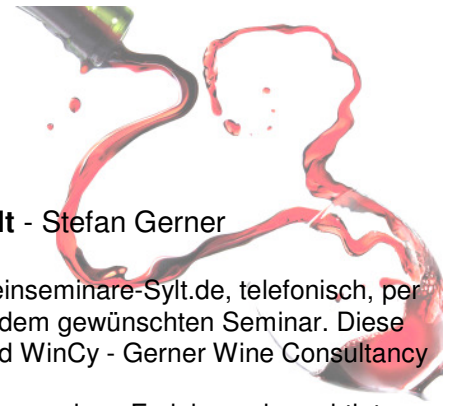 lt - Stefan Gerner
einseminare-Sylt.de, telefonisch, per
dem gewünschten Seminar. Diese
d WinCy - Gerner Wine Consultancy